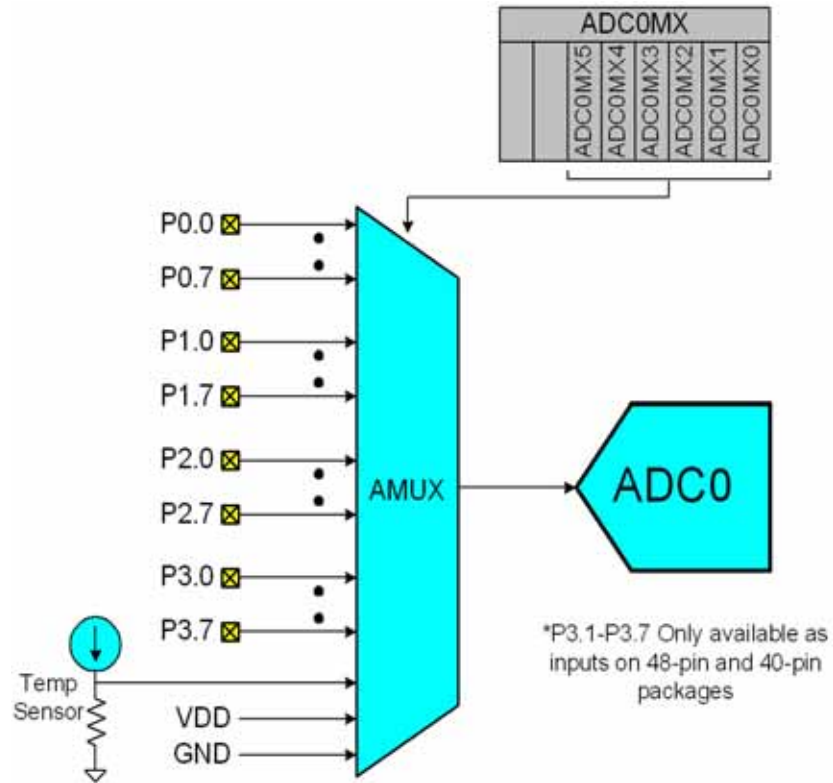 ADC0MX
ADC0MX5
ADC0MX4
ADC0MX3
ADC0MX2
ADC0MX1
ADC0MX0
P0.0
P0.7
P1.0
P1.7
P2.0
P2.7
P3.0
P3.7
AMUX
ADC0
*P3.1-P3.7 Only available as
inputs on 48-pin and 40-pin
packages
Temp
Sensor
VDD
GND